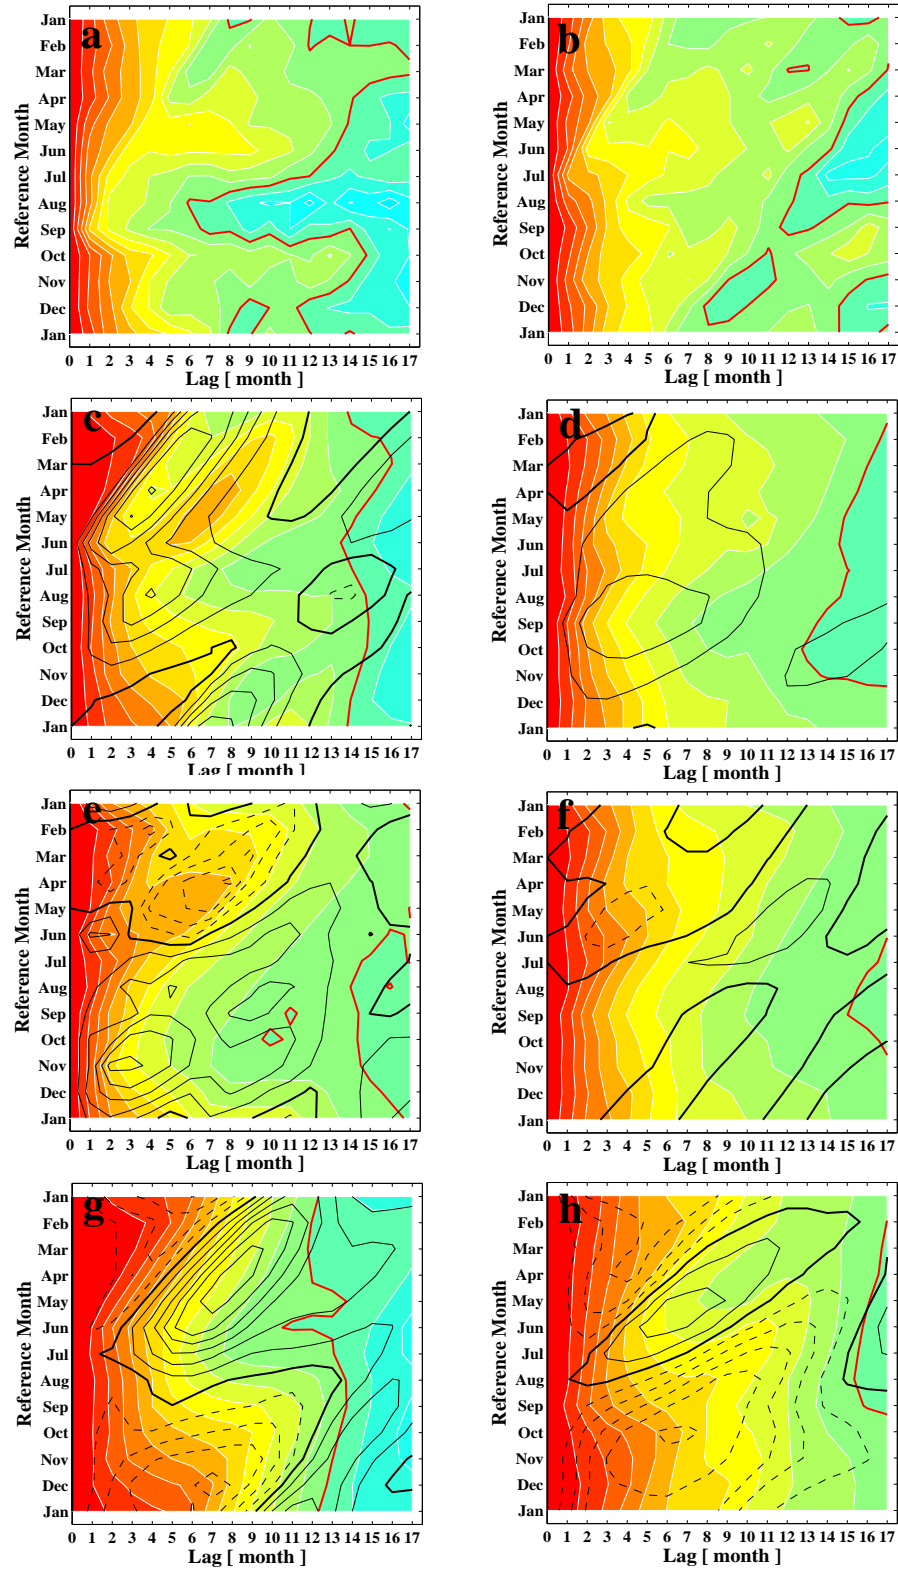 a
Jan
Feb
Mar
Apr
May
Jun
Jul
Aug
Sep
Oct
Nov
Dec
Jan
Reference Month
0 1 2 3 4 5 6 7 8 9 10 11 12 13 14 15 16 17
Lag [ month ]
b
Jan
Feb
Mar
Apr
May
Jun
Jul
Aug
Sep
Oct
Nov
Dec
Jan
Reference Month
0 1 2 3 4 5 6 7 8 9 10 11 12 13 14 15 16 17
Lag [ month ]
c
Jan
Feb
Mar
Apr
May
Jun
Jul
Aug
Sep
Oct
Nov
Dec
Jan
Reference Month
0 1 2 3 4 5 6 7 8 9 10 11 12 13 14 15 16 17
Lag [ month ]
d
Jan
Feb
Mar
Apr
May
Jun
Jul
Aug
Sep
Oct
Nov
Dec
Jan
Reference Month
0 1 2 3 4 5 6 7 8 9 10 11 12 13 14 15 16 17
Lag [ month ]
e
Jan
Feb
Mar
Apr
May
Jun
Jul
Aug
Sep
Oct
Nov
Dec
Jan
Reference Month
0 1 2 3 4 5 6 7 8 9 10 11 12 13 14 15 16 17
Lag [ month ]
f
Jan
Feb
Mar
Apr
May
Jun
Jul
Aug
Sep
Oct
Nov
Dec
Jan
Reference Month
0 1 2 3 4 5 6 7 8 9 10 11 12 13 14 15 16 17
Lag [ month ]
g
Jan
Feb
Mar
Apr
May
Jun
Jul
Aug
Sep
Oct
Nov
Dec
Jan
Reference Month
0 1 2 3 4 5 6 7 8 9 10 11 12 13 14 15 16 17
Lag [ month ]
h
Jan
Feb
Mar
Apr
May
Jun
Jul
Aug
Sep
Oct
Nov
Dec
Jan
Reference Month
0 1 2 3 4 5 6 7 8 9 10 11 12 13 14 15 16 17
Lag [ month ]